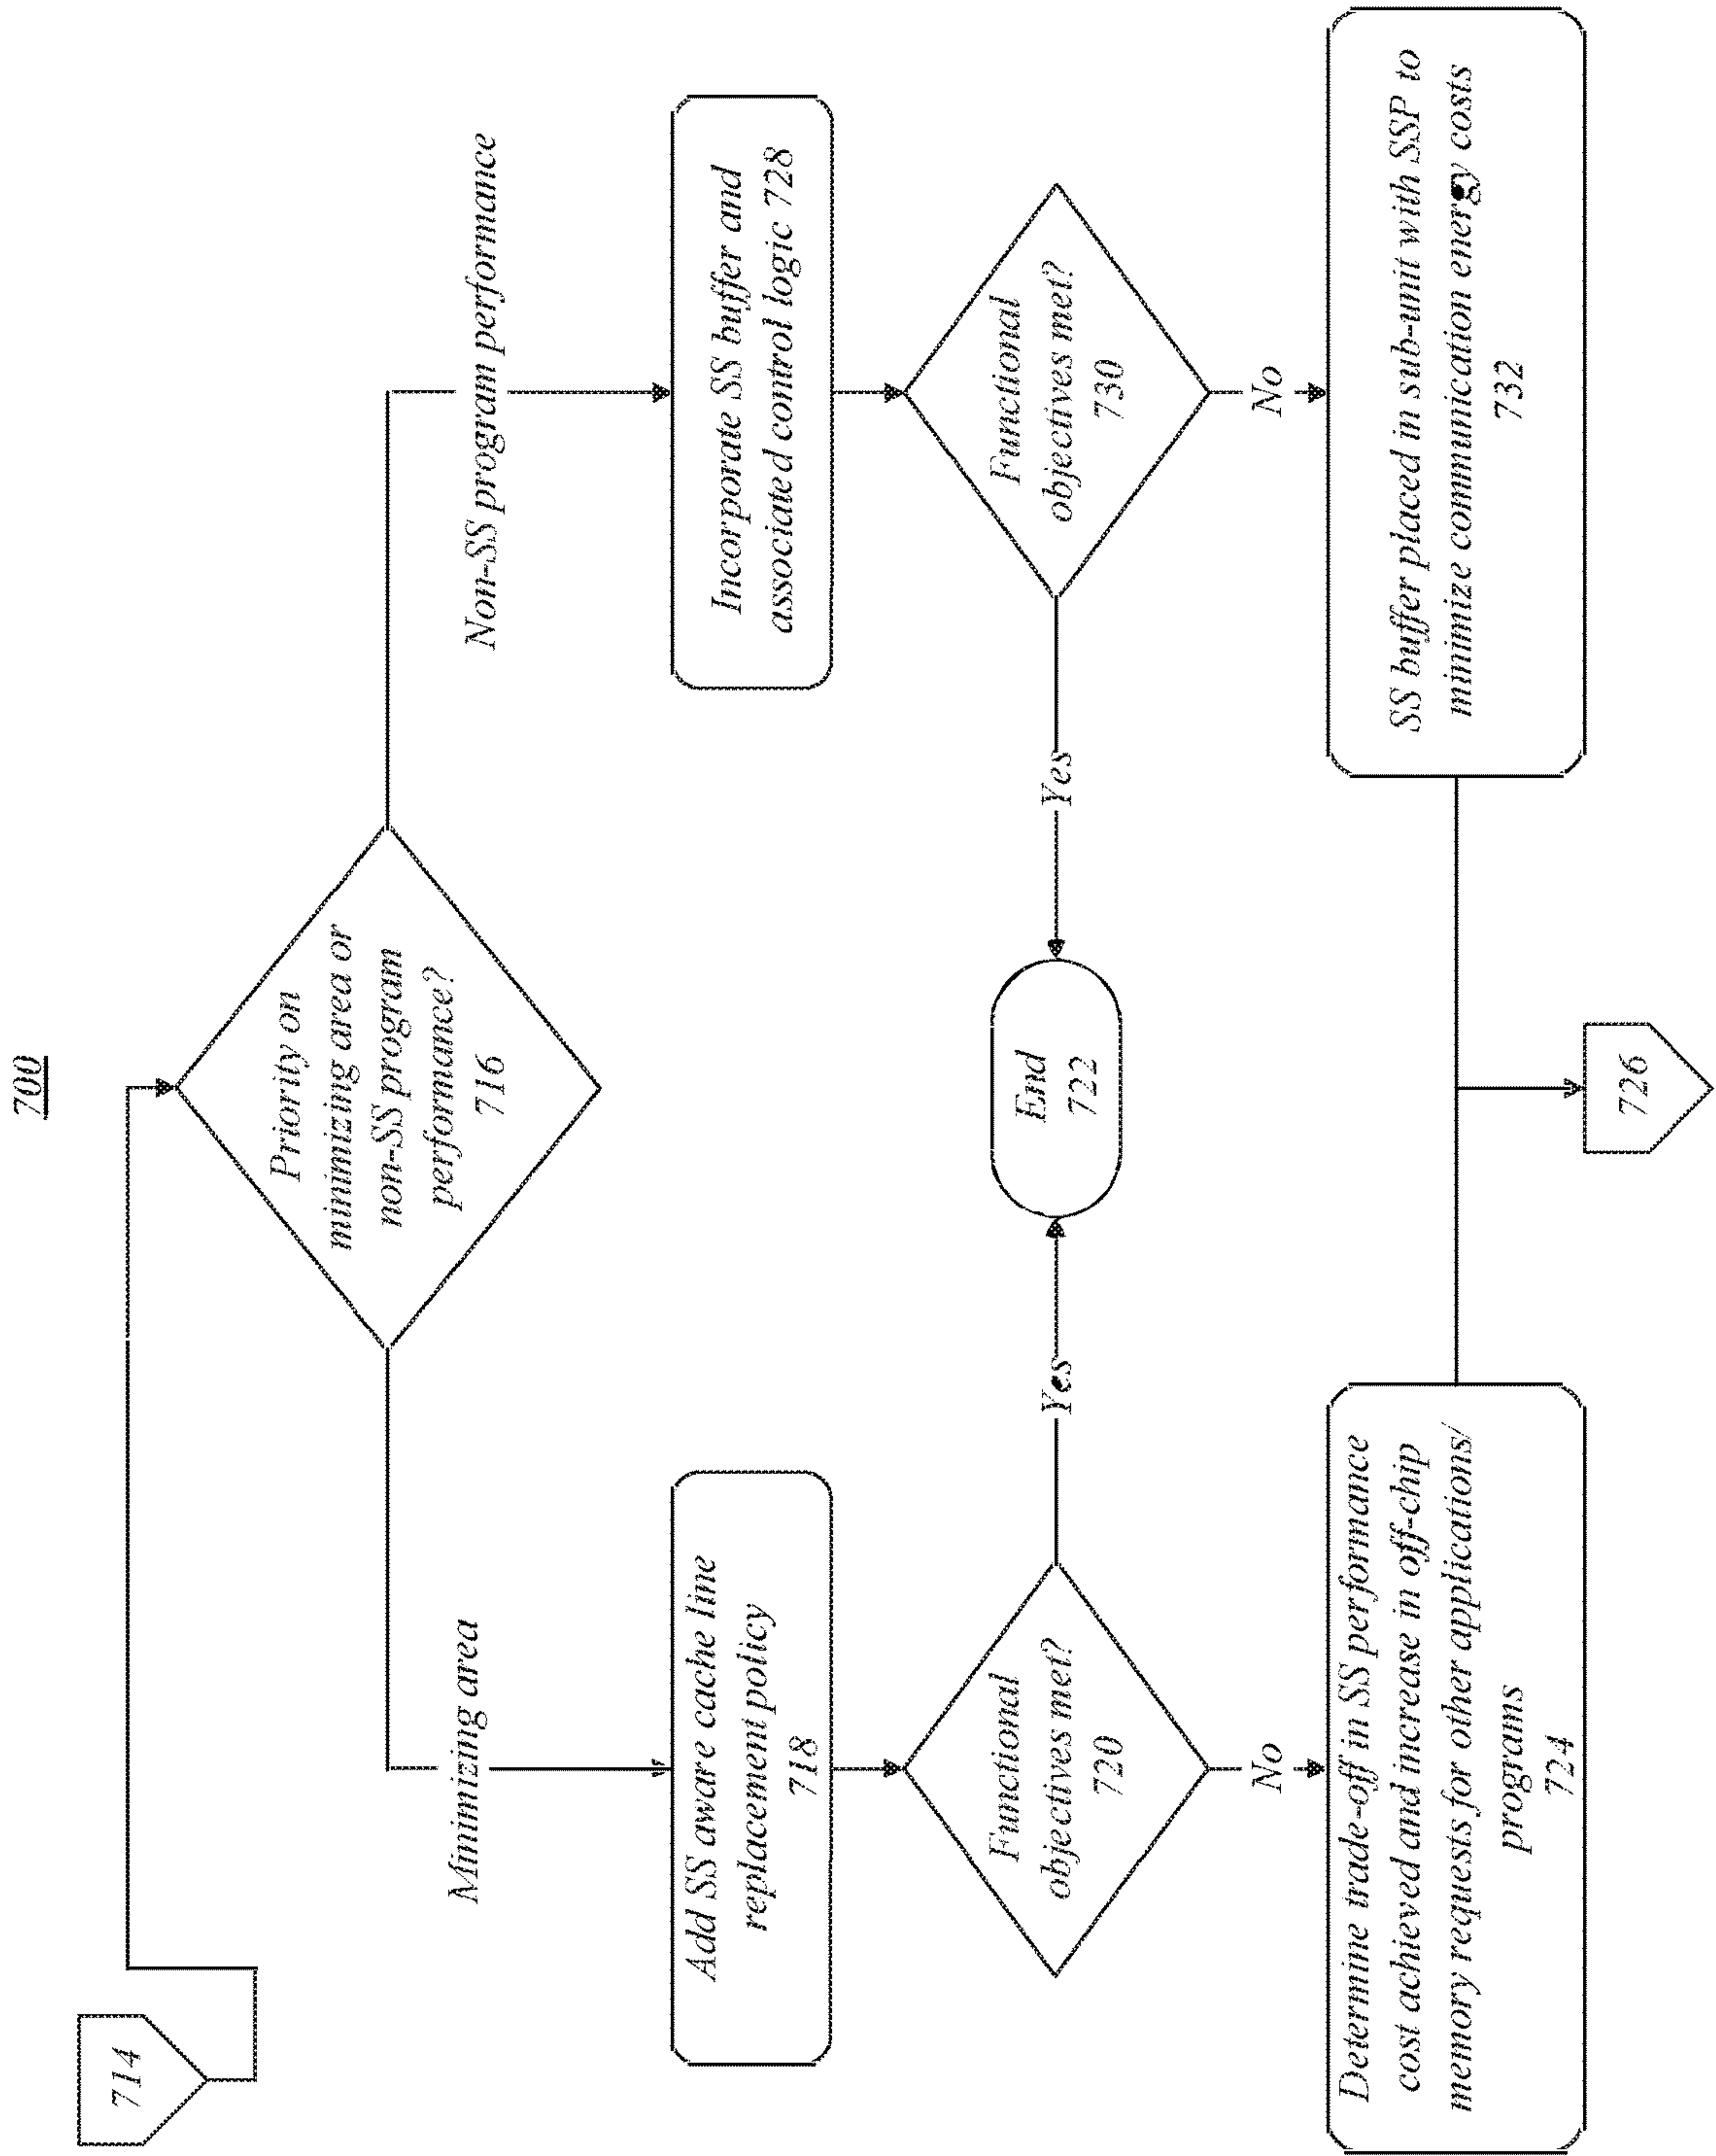 700
714
Priority on
minimizing area or
non-SS program
performance?
716
Minimizing area
Non-SS program performance
Add SS aware cache line
replacement policy
718
Incorporate SS buffer and
associated control logic 728
Functional
objectives met?
720
Yes
End
722
Yes
Functional
objectives met?
730
No
No
Determine trade-off in SS performance
cost achieved and increase in off-chip
memory requests for other applications/
programs
724
SS buffer placed in sub-unit with SSP to
minimize communication energy costs
732
726